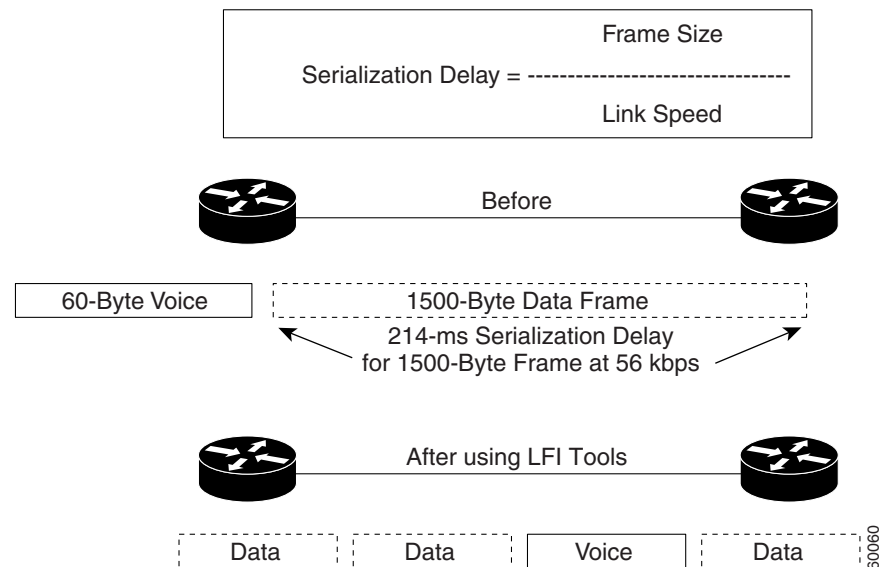 Frame Size
Serialization Delay = ---------------------------------
Link Speed
Before
60-Byte Voice
1500-Byte Data Frame
214-ms Serialization Delay
for 1500-Byte Frame at 56 kbps
After using LFI Tools
Data
Data
Voice
Data
60060